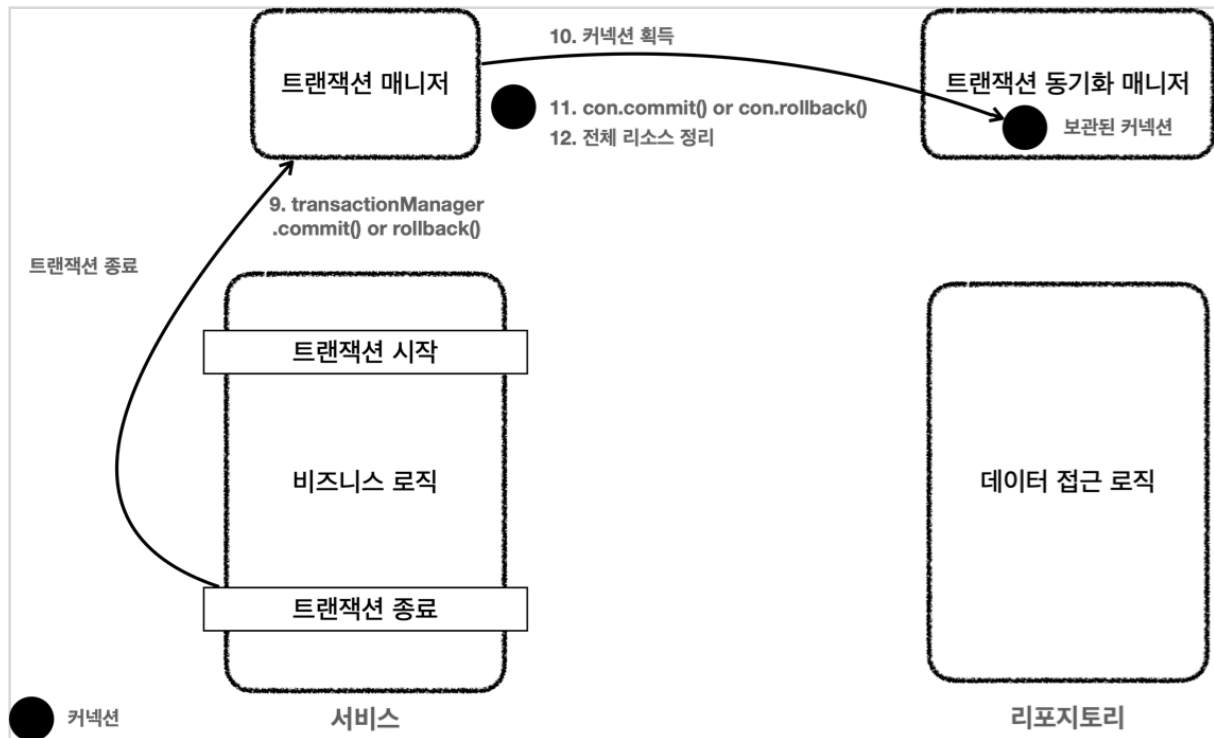 10. 커넥션 획득
트랜잭션 매니저
트랜잭션 동기화 매니저
11. con.commit() or con.rollback()
보관된 커넥션
12. 전체 리소스 정리
9. transactionManager
.commit() or rollback()
트랜잭션 종료
트랜잭션 시작
비즈니스 로직
데이터 접근 로직
트랜잭션 종료
커넥션
서비스
리포지토리